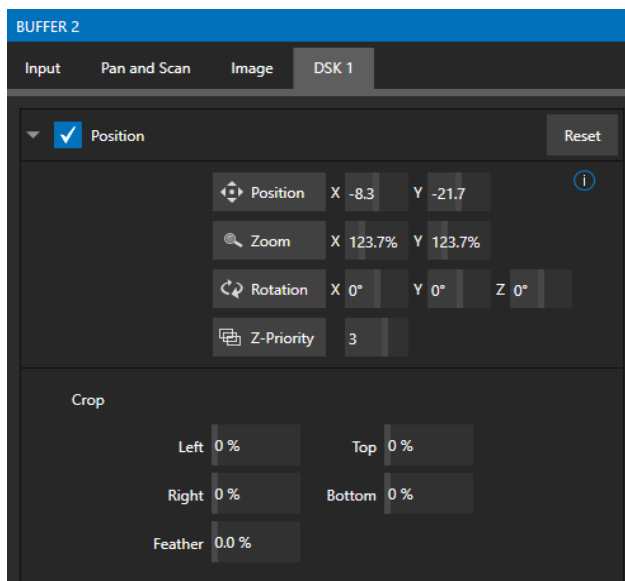 BUFFER 2
Input Pan and Scan Image DSK 1
Position Reset
Position X -8.3 Y -21.7
Zoom X 123.7% Y 123.7%
Rotation X 0° Y 0° Z 0°
Z-Priority 3
Crop
Left 0 % Top 0 %
Right 0 % Bottom 0 %
Feather 0.0 %